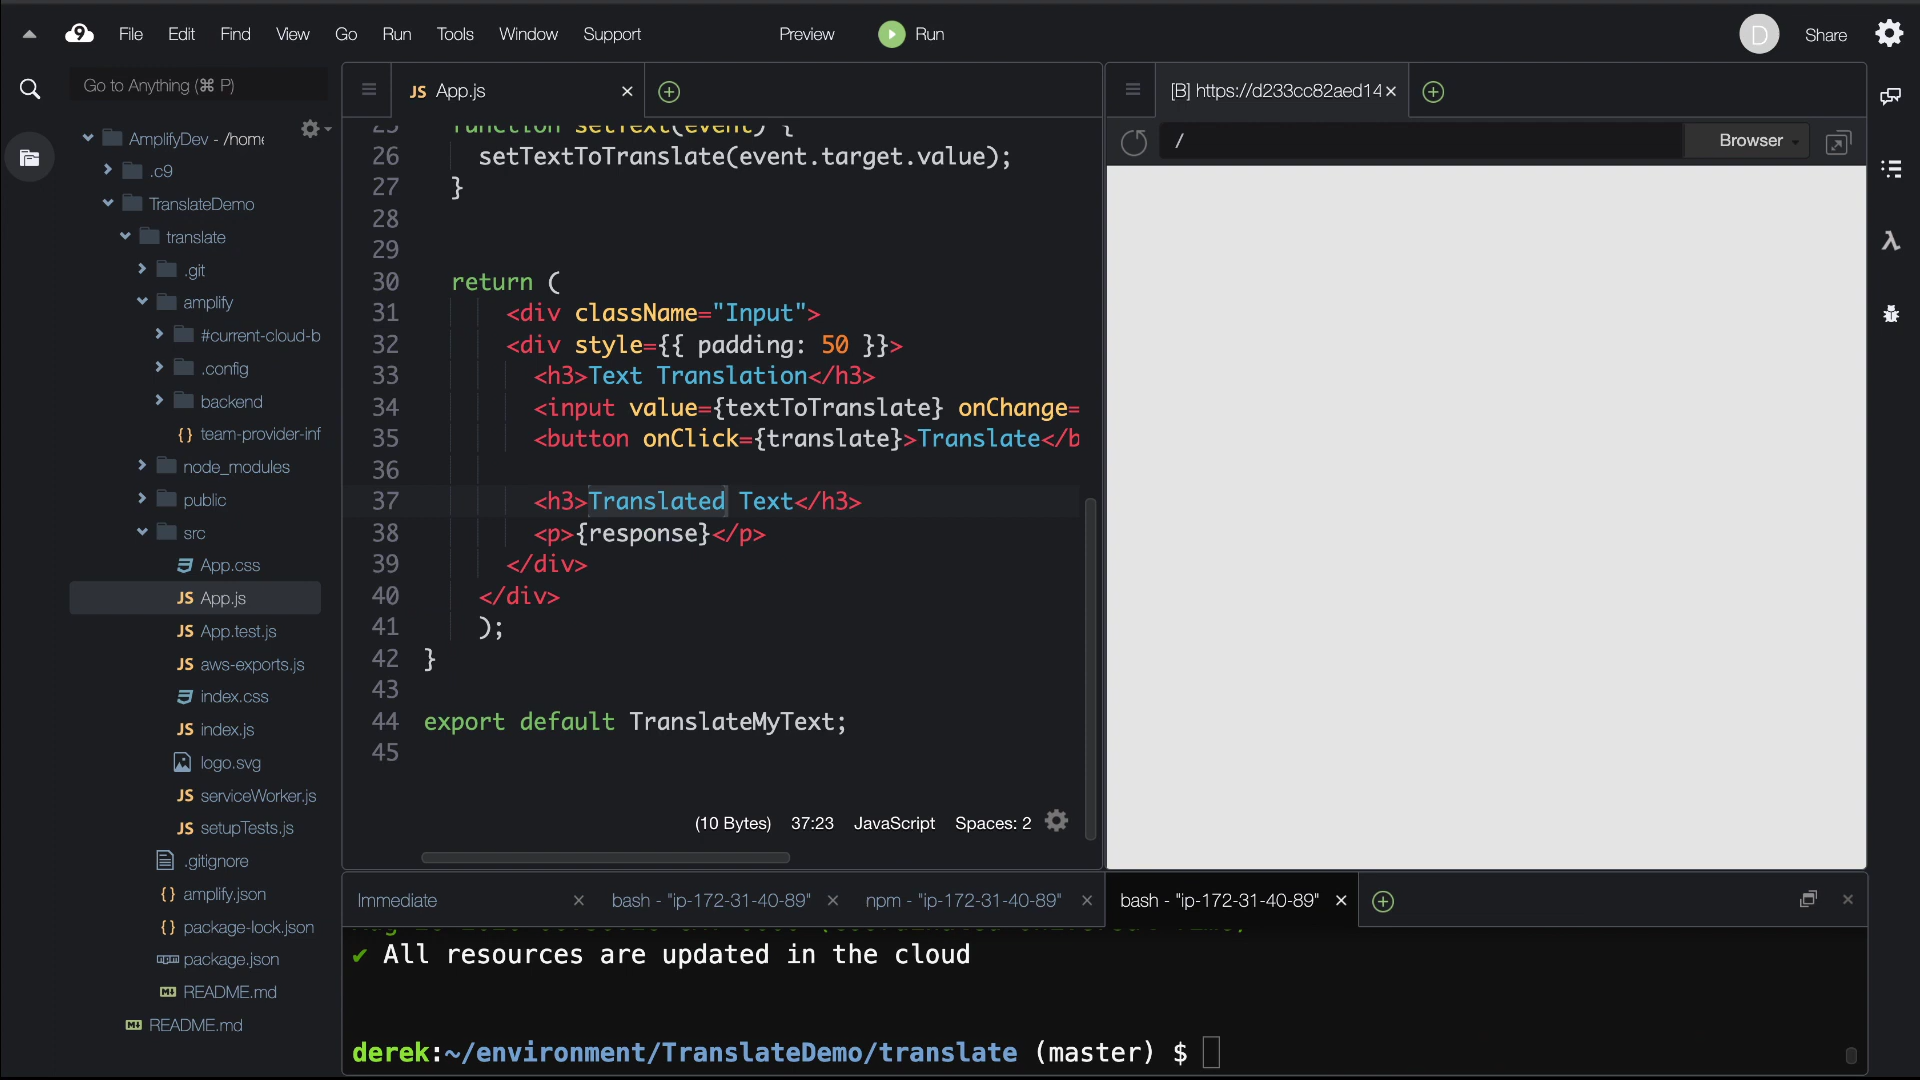 File Edit Find View Go Run Tools Window Support Preview Run D Share
Go to Anything (⌘ P)
AmplifyDev - /home
.c9
TranslateDemo
translate
.git
amplify
#current-cloud-b
.config
backend
team-provider-inf
node_modules
public
src
App.css
App.js
App.test.js
aws-exports.js
index.css
index.js
logo.svg
serviceWorker.js
setupTests.js
.gitignore
amplify.json
package-lock.json
package.json
README.md
README.md
JS App.js
25 function setText(event) {
26 setTextToTranslate(event.target.value);
27 }
28
29
30 return (
31 <div className="Input">
32 <div style={{ padding: 50 }}>
33 <h3>Text Translation</h3>
34 <input value={textToTranslate} onChange=
35 <button onClick={translate}>Translate</b
36
37 <h3>Translated Text</h3>
38 <p>{response}</p>
39 </div>
40 </div>
41 );
42 }
43
44 export default TranslateMyText;
45
(10 Bytes) 37:23 JavaScript Spaces: 2
[B] https://d233cc82aed14
/ Browser
Immediate bash - "ip-172-31-40-89" npm - "ip-172-31-40-89" bash - "ip-172-31-40-89"
✔ All resources are updated in the cloud
derek:~/environment/TranslateDemo/translate (master) $